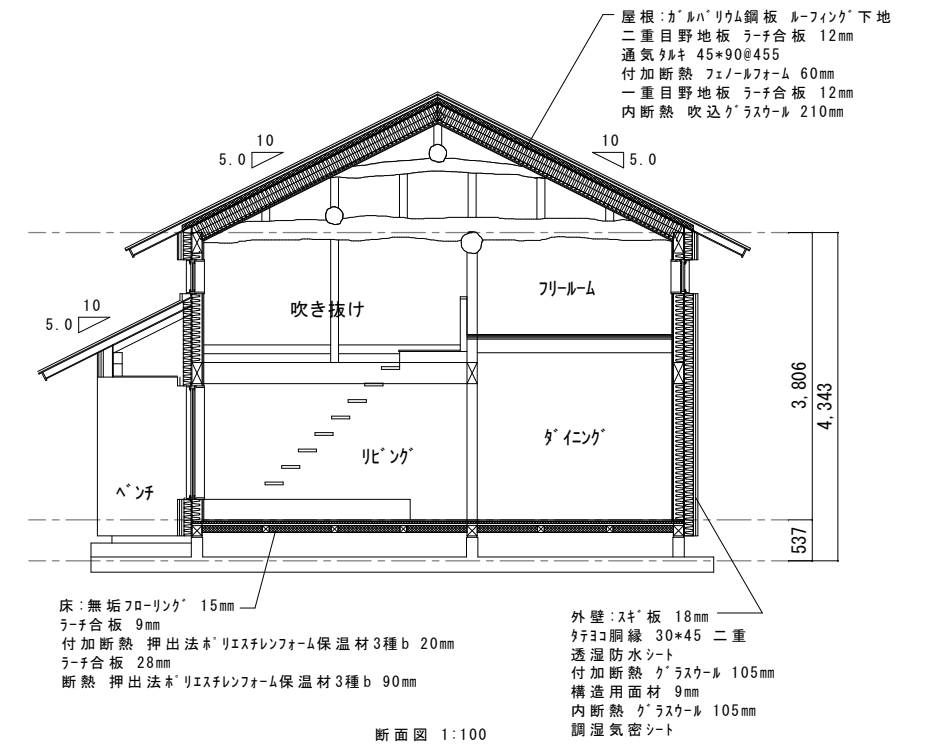 屋根:ガルバリウム鋼板 ルーフィング下地
二重目野地板 ラーチ合板 12mm
通気タルキ 45*90@455
付加断熱 フェノールフォーム 60mm
一重目野地板 ラーチ合板 12mm
内断熱 吹込グラスウール 210mm
10
5.0
10
5.0
10
5.0
吹き抜け
フリールーム
リビング
ダイニング
ベンチ
3,806
4,343
537
床:無垢フローリング 15mm
ラーチ合板 9mm
付加断熱 押出法ポリエスチレンフォーム保温材3種b 20mm
ラーチ合板 28mm
断熱 押出法ポリエスチレンフォーム保温材3種b 90mm
外壁:スギ板 18mm
タテヨコ胴縁 30*45 二重
透湿防水シート
付加断熱 グラスウール 105mm
構造用面材 9mm
内断熱 グラスウール 105mm
調湿気密シート
断面図 1:100